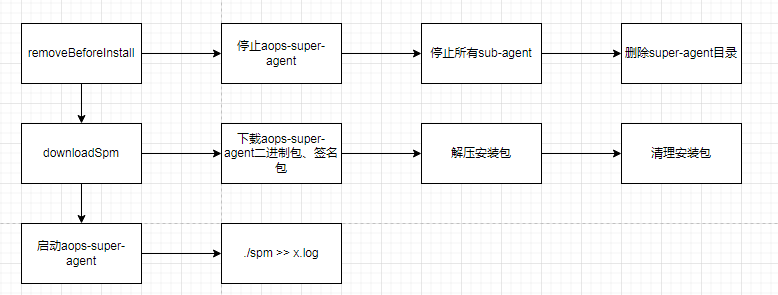 removeBeforeInstall
停止aops-super-
agent
停止所有sub-agent
删除super-agent目录
downloadSpm
下载aops-super-
agent二进制包、签名
包
解压安装包
清理安装包
启动aops-super-
agent
./spm >> x.log